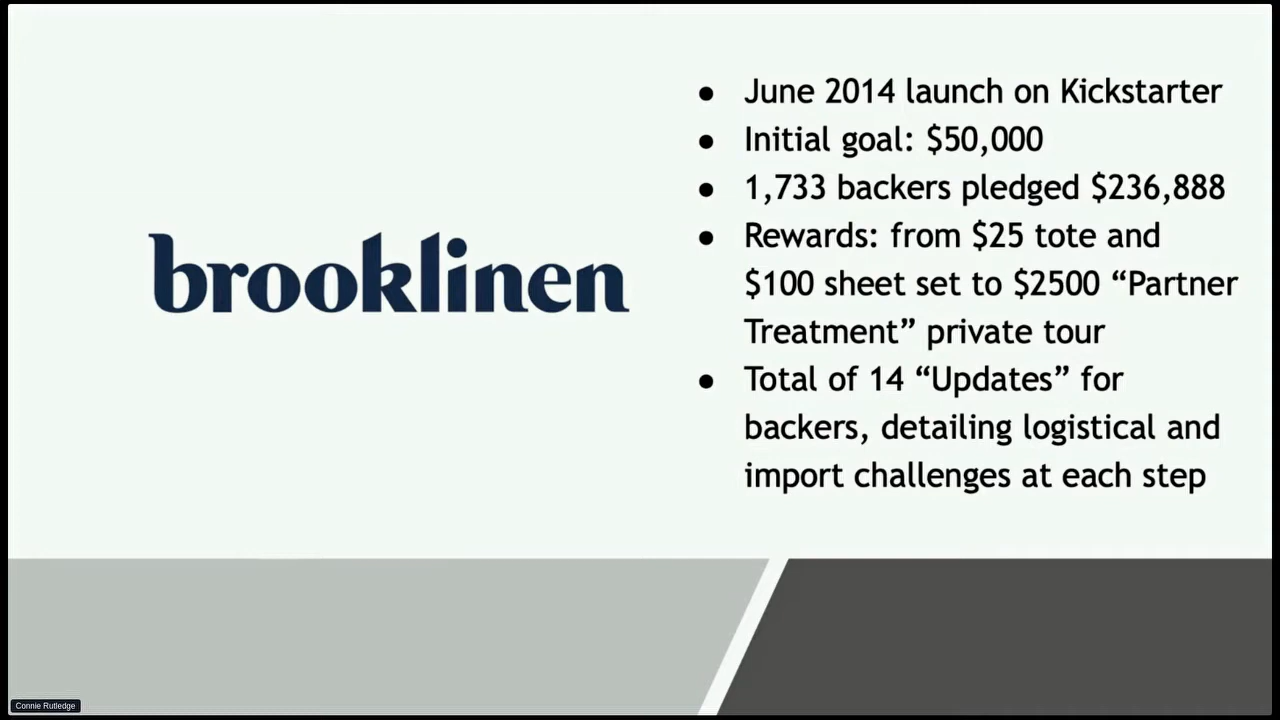 brooklinen
● June 2014 launch on Kickstarter
● Initial goal: $50,000
● 1,733 backers pledged $236,888
● Rewards: from $25 tote and
$100 sheet set to $2500 “Partner
Treatment” private tour
● Total of 14 “Updates” for
backers, detailing logistical and
import challenges at each step
Connie Rutledge